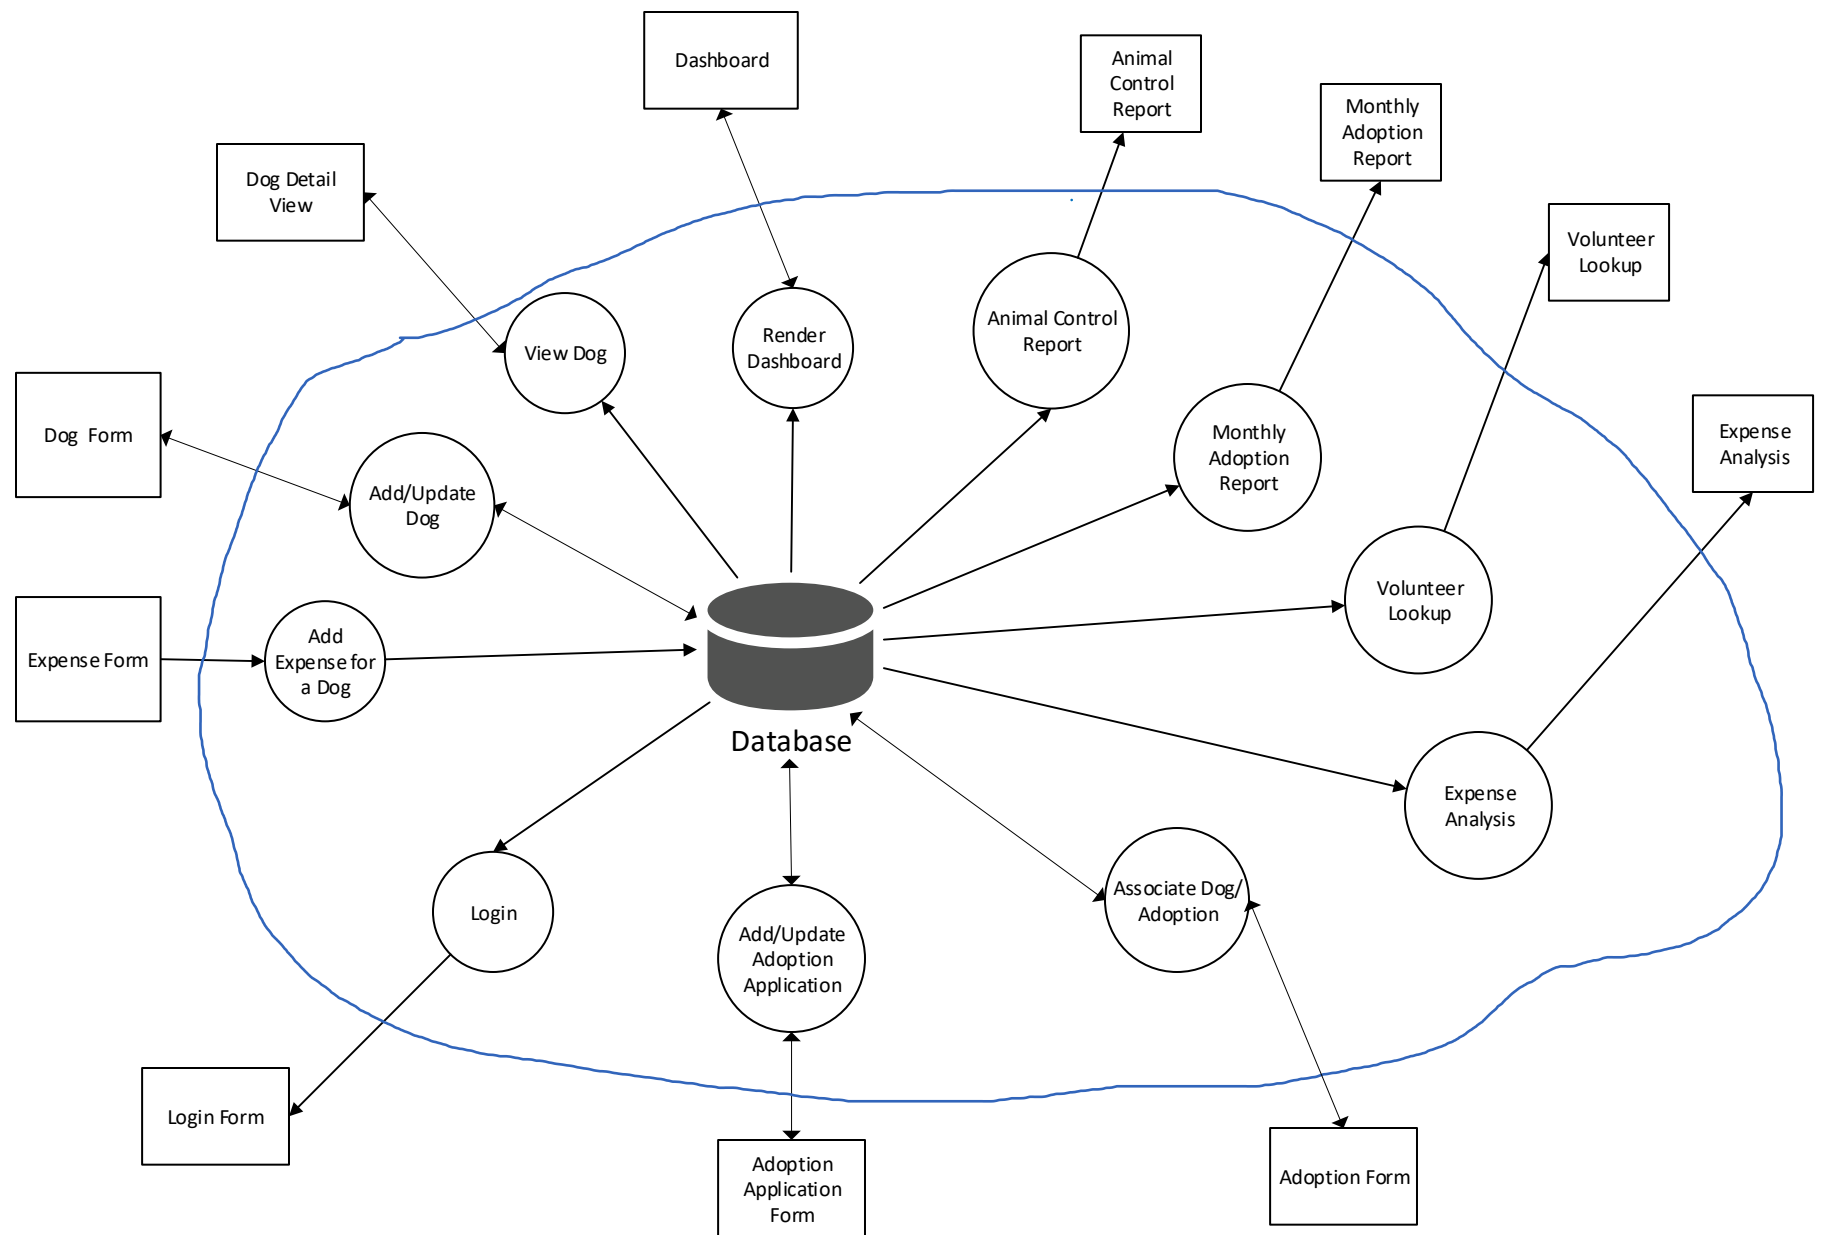 Dashboard
Animal
Control
Report
Monthly
Adoption
Report
Dog Detail
View
Volunteer
Lookup
View Dog
Render
Dashboard
Animal Control
Report
Dog Form
Add/Update
Dog
Monthly
Adoption
Report
Expense
Analysis
Expense Form
Add
Expense for
a Dog
Volunteer
Lookup
Database
Expense
Analysis
Login
Add/Update
Adoption
Application
Associate Dog/
Adoption
Login Form
Adoption
Application
Form
Adoption Form